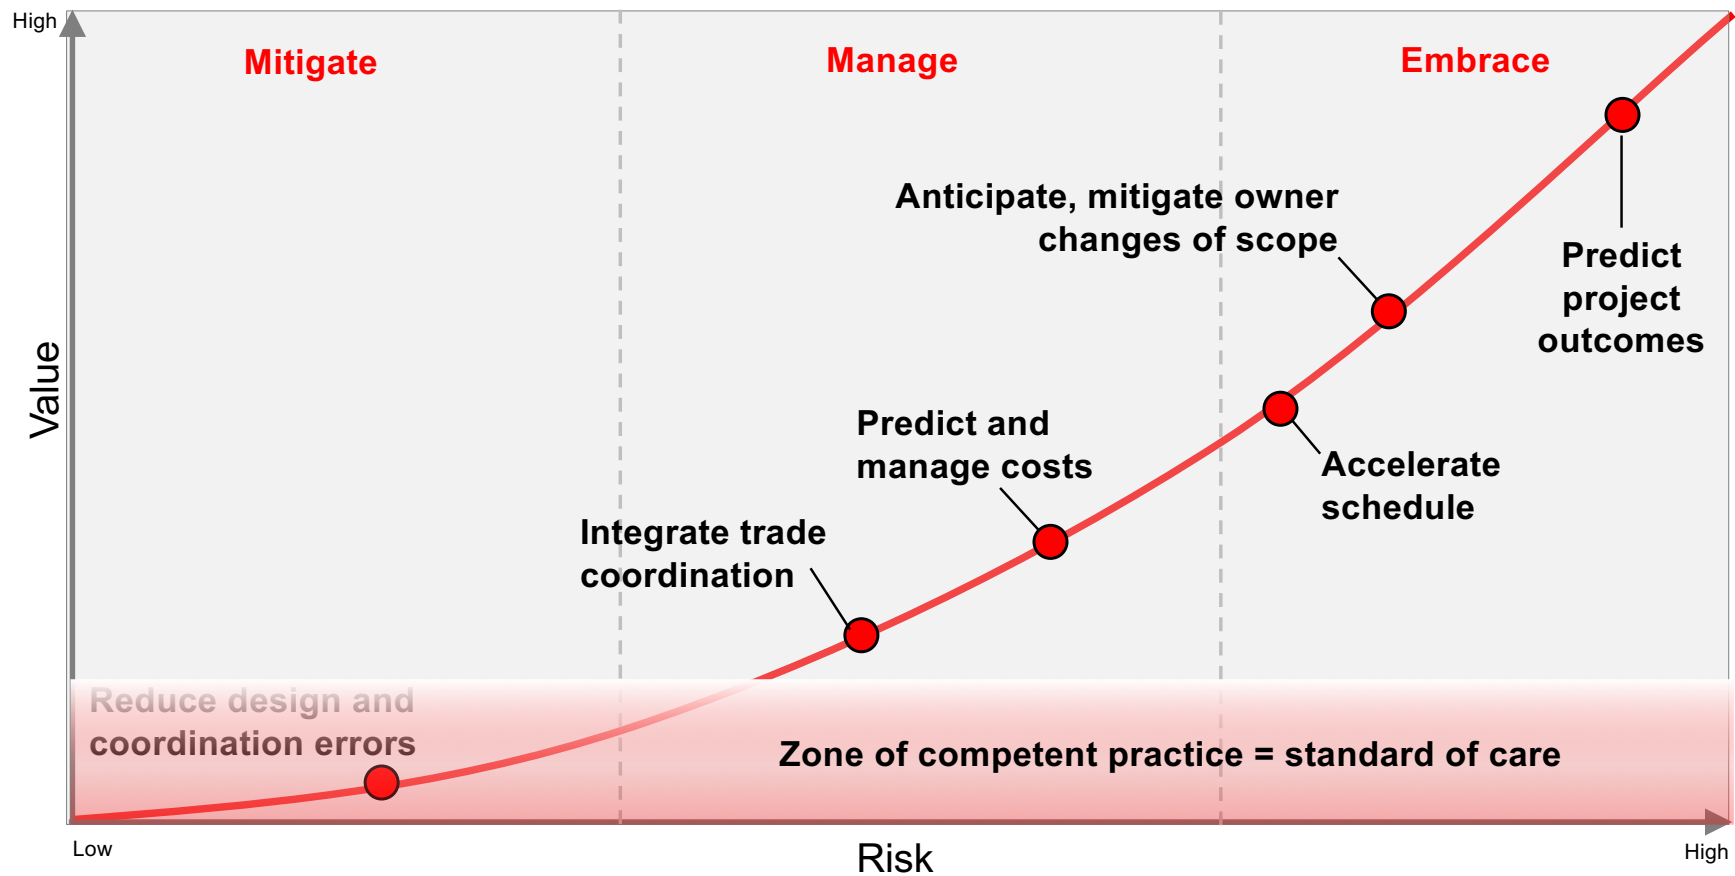 High
Mitigate
Manage
Embrace
Anticipate, mitigate owner
changes of scope
Predict
project
outcomes
Value
Predict and
manage costs
Accelerate
schedule
Integrate trade
coordination
Reduce design and
coordination errors
Zone of competent practice = standard of care
Low
Risk
High